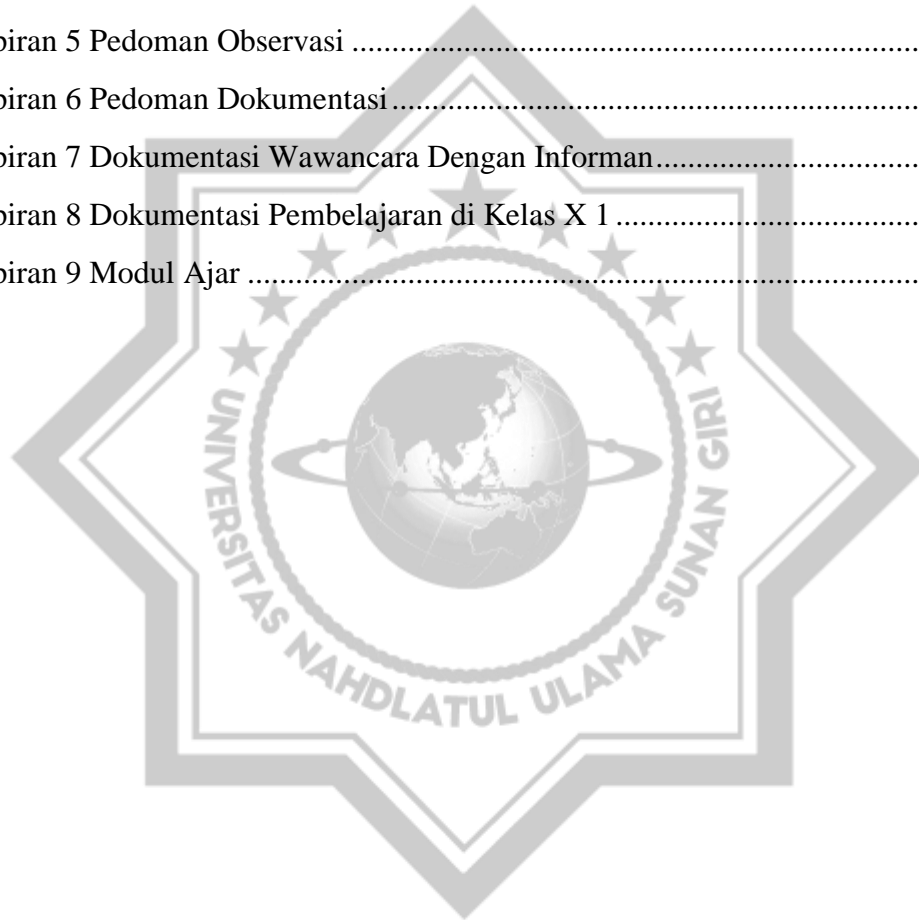 piran 5 Pedoman Observasi ........................................................................
piran 6 Pedoman Dokumentasi ..................................................................
piran 7 Dokumentasi Wawancara Dengan Informan.................................
piran 8 Dokumentasi Pembelajaran di Kelas X 1 ......................................
piran 9 Modul Ajar .....................................................................................
UNIVERSITAS NAHDLATUL ULAMA SUNAN GIRI